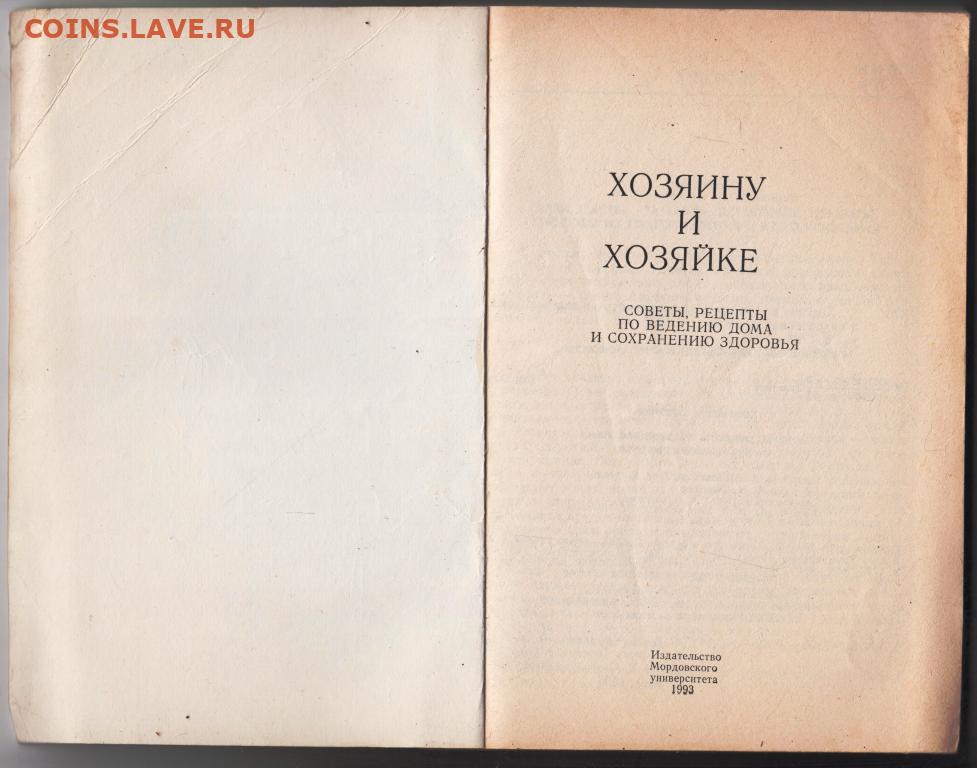 COINS.LAVE.RU
ХОЗЯИНУ
И
ХОЗЯЙКЕ
СОВЕТЫ, РЕЦЕПТЫ
ПО ВЕДЕНИЮ ДОМА
И СОХРАНЕНИЮ ЗДОРОВЬЯ
Издательство
Мордовского
университета
1993